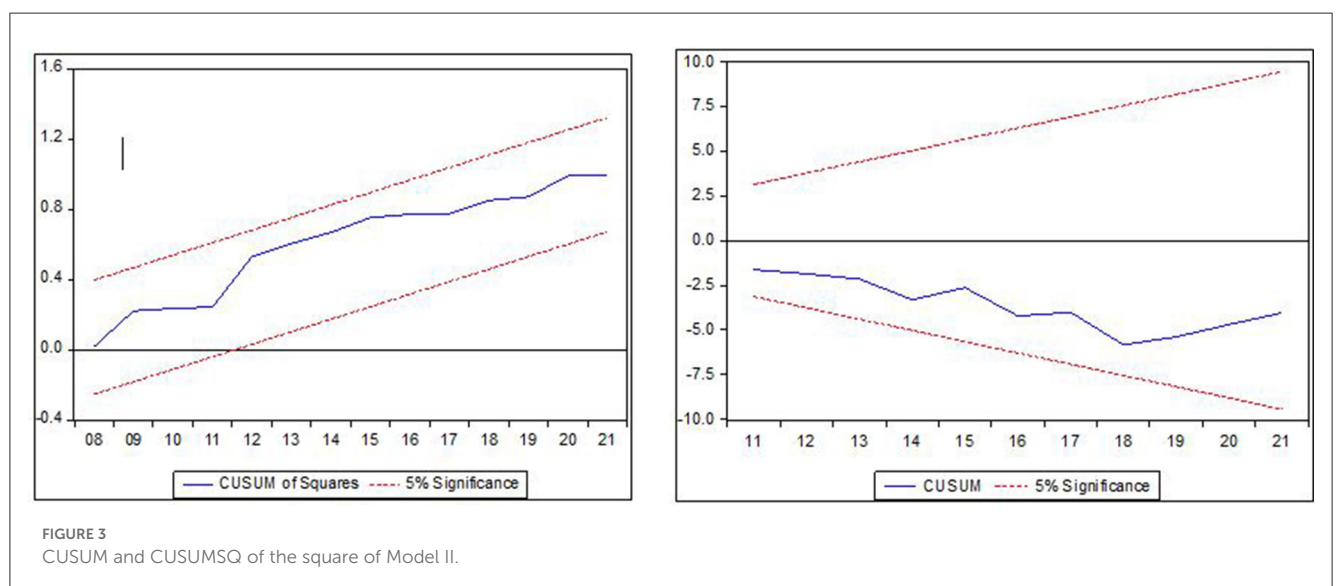 1.6
1.2
0.8
0.4
0.0
-0.4
08 09 10 11 12 13 14 15 16 17 18 19 20 21
CUSUM of Squares 5% Significance
10.0
7.5
5.0
2.5
0.0
-2.5
-5.0
-7.5
-10.0
11 12 13 14 15 16 17 18 19 20 21
CUSUM 5% Significance
FIGURE 3
CUSUM and CUSUMSQ of the square of Model II.